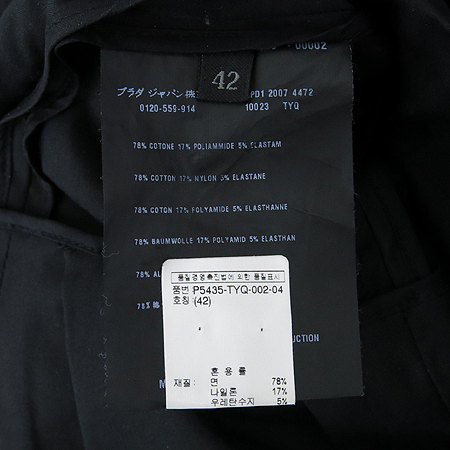 00002
42
プラダ ジャパン株
PD1 2007 4472
0120-559-914
10023 TYQ
78% COTONE 17% POLIAMMIDE 5% ELASTAM
78% COTTON 17% NYLON 5% ELASTANE
78% COTON 17% POLYAMIDE 5% ELASTHANNE
78% BAUMWOLLE 17% POLYAMID 5% ELASTHAN
78% AL
78%
품질경영촉진법에 의한 품질표시
품번: P5435-TYQ-002-04
호칭: (42)
혼 용 률
재질: 면 78%
나일론 17%
우레탄수지 5%
UCTION
M